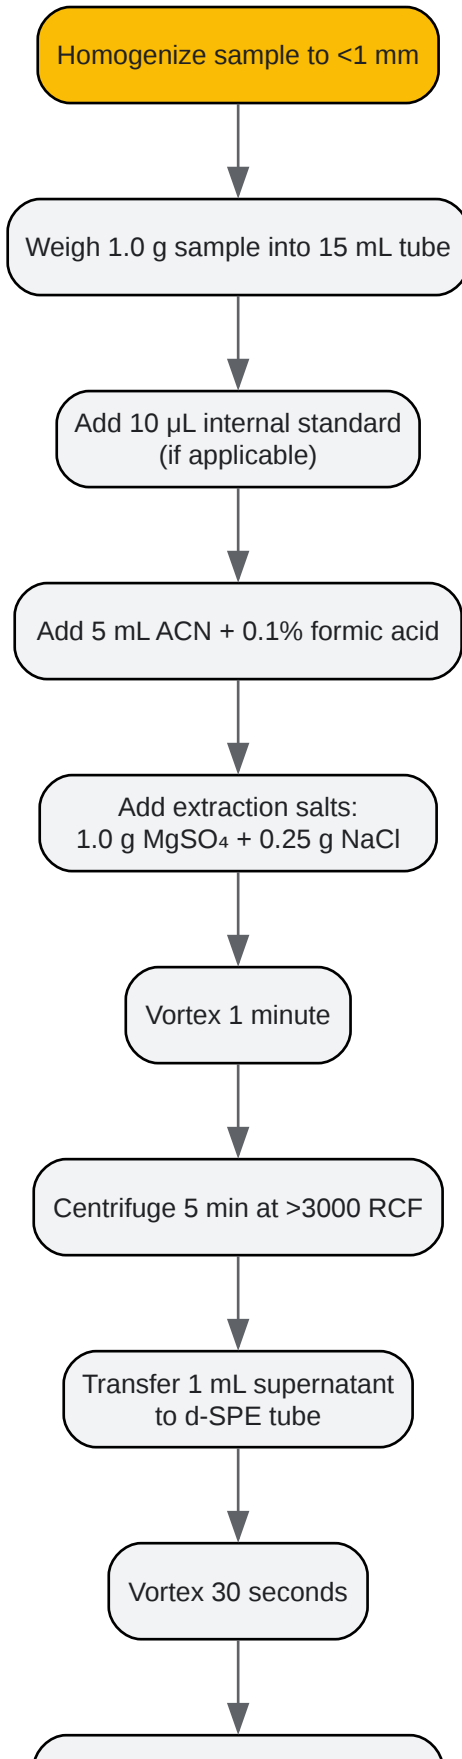 Homogenize sample to <1 mm
Weigh 1.0 g sample into 15 mL tube
Add 10 µL internal standard
(if applicable)
Add 5 mL ACN + 0.1% formic acid
Add extraction salts:
1.0 g MgSO₄ + 0.25 g NaCl
Vortex 1 minute
Centrifuge 5 min at >3000 RCF
Transfer 1 mL supernatant
to d-SPE tube
Vortex 30 seconds